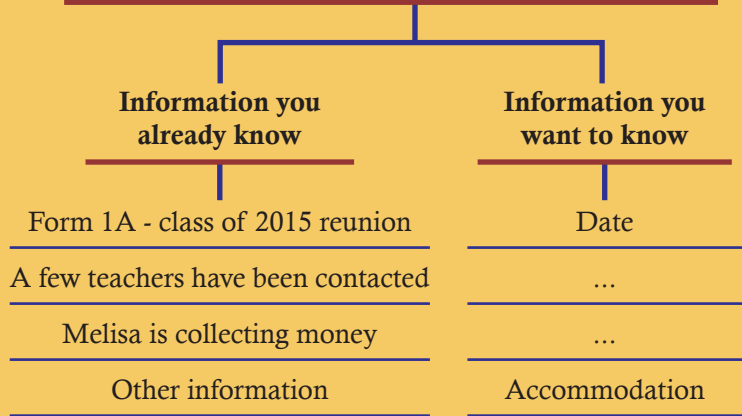 Information you
already know
Information you
want to know
Form 1A - class of 2015 reunion
Date
A few teachers have been contacted
...
Melisa is collecting money
...
Other information
Accommodation